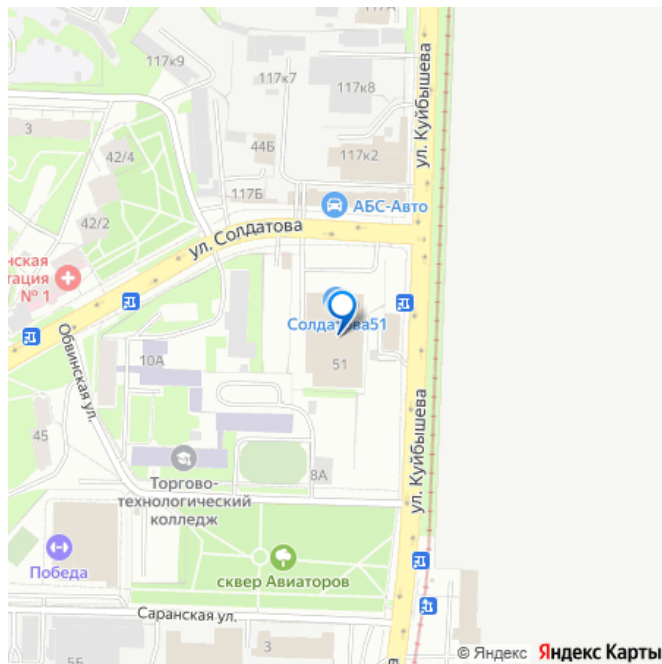 117А
117к9
117к7
117к8
ул. Куйбышева
3
42/4
44Б
117к2
117Б
АБС-Авто
42/2
ул. Солдатова
нская
тация
№ 1
Солдатова51
Обвинская ул.
10А
51
ул. Куйбышева
45
8А
Торгово-
технологический
колледж
Победа
сквер Авиаторов
Саранская ул.
5Б
3
© Яндекс Яндекс Карты